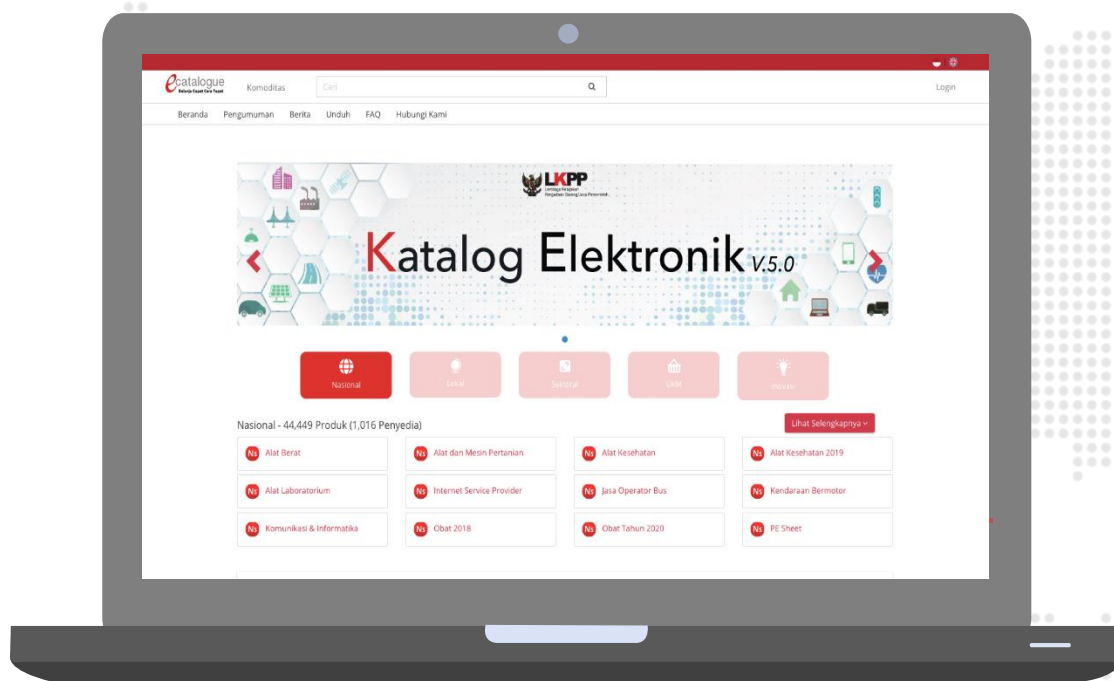 ecatalogue
Komoditas
Cari
Login
Beranda Pengumuman Berita Unduh FAQ Hubungi Kami
LKPP
Katalog Elektronik V.5.0
Nasional Lokal Sektoral UKM Inovasi
Nasional - 44,449 Produk (1,016 Penyedia)
Lihat Selengkapnya
Ns Alat Berat Ns Alat dan Mesin Pertanian Ns Alat Kesehatan Ns Alat Kesehatan 2019
Ns Alat Laboratorium Ns Internet Service Provider Ns Jasa Operator Bus Ns Kendaraan Bermotor
Ns Komunikasi & Informatika Ns Obat 2018 Ns Obat Tahun 2020 Ns PE Sheet